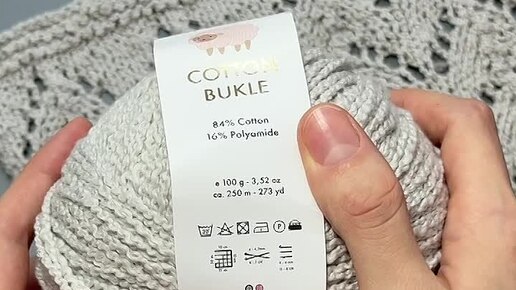 COTTON
BUKLE
84% Cotton
16% Polyamide
e 100 g - 3,52 oz
ca. 250 m - 273 yd